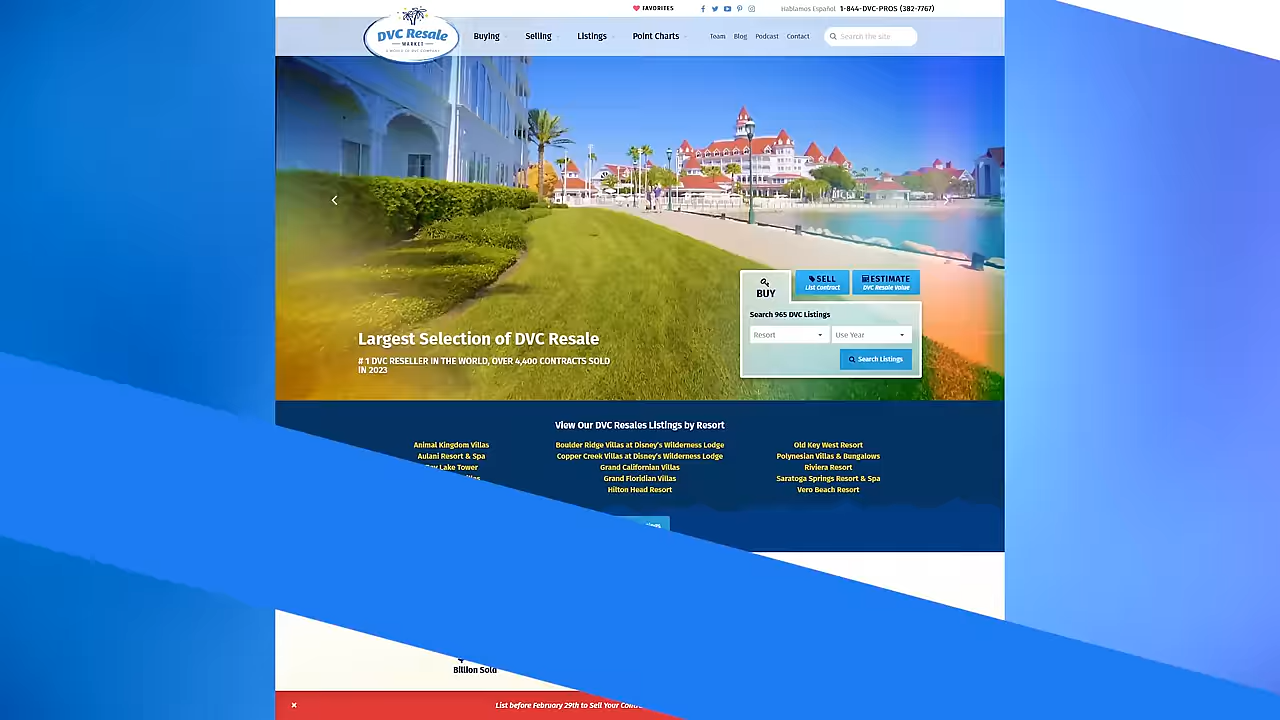 FAVORITES
Hablamos Español 1-844-DVC-PROS (382-7767)
DVC Resale
MARKET
Buying
Selling
Listings
Point Charts
Team
Blog
Podcast
Contact
Search the site
BUY
SELL
List Contract
ESTIMATE
DVC Resale Value
Search 965 DVC Listings
Resort
Use Year
Search Listings
Largest Selection of DVC Resale
# 1 DVC RESELLER IN THE WORLD, OVER 4,400 CONTRACTS SOLD
IN 2023
View Our DVC Resales Listings by Resort
Animal Kingdom Villas
Aulani Resort & Spa
Lake Tower
Boulder Ridge Villas at Disney's Wilderness Lodge
Copper Creek Villas at Disney's Wilderness Lodge
Grand Californian Villas
Grand Floridian Villas
Hilton Head Resort
Old Key West Resort
Polynesian Villas & Bungalows
Riviera Resort
Saratoga Springs Resort & Spa
Vero Beach Resort
Billion Sold
× List before February 29th to Sell Your